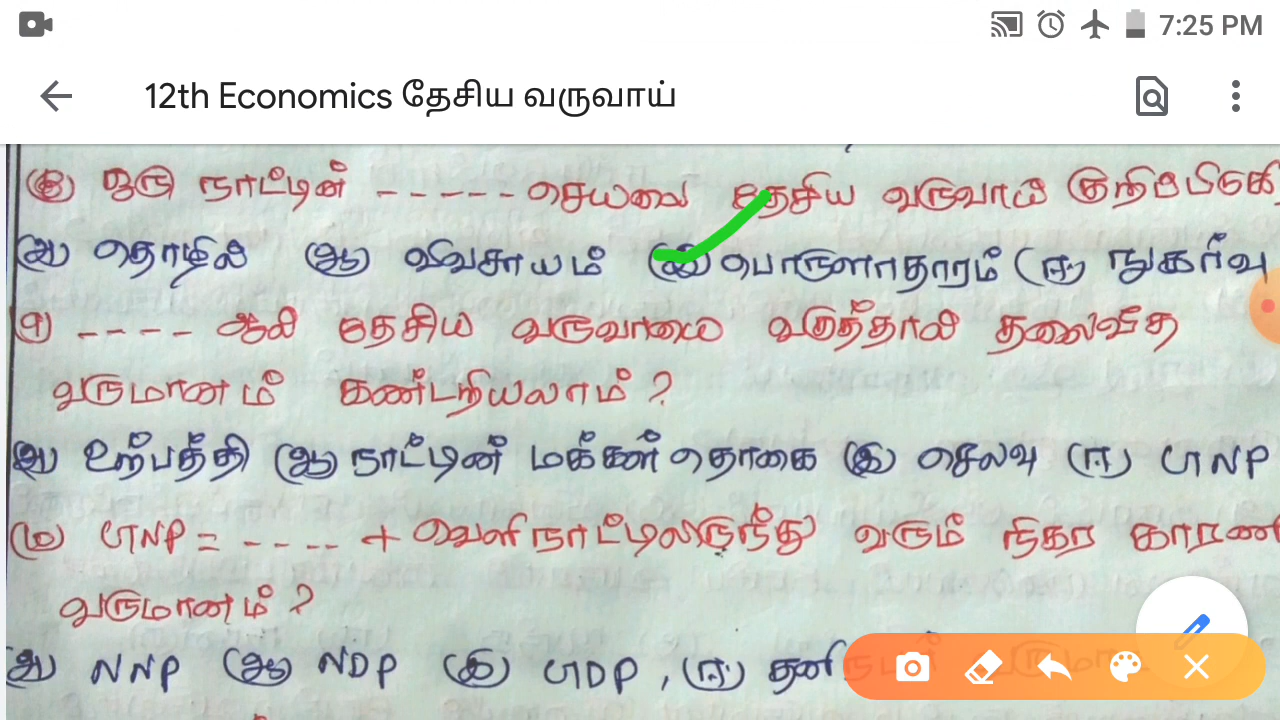 7:25 PM
12th Economics தேசிய வருவாய்
ஒரு நாட்டின் ----- செயலை தேசிய வருவாய்
(அ) தொழில் (ஆ) விவசாயம் (இ) பொருளாதாரம் (ஈ) நுகர்வு
---- ஆல் தேசிய வருவாயை வகுத்தால் தலைவீத
வருமானம் கண்டறியலாம் ?
(அ) உற்பத்தி (ஆ) நாட்டின் மக்கள் தொகை (இ) செலவு (ஈ) GNP
GNP = ---- + வெளிநாட்டிலிருந்து வரும் நிகர காரண
வருமானம் ?
(அ) NNP (ஆ) NDP (இ) GDP , (ஈ)